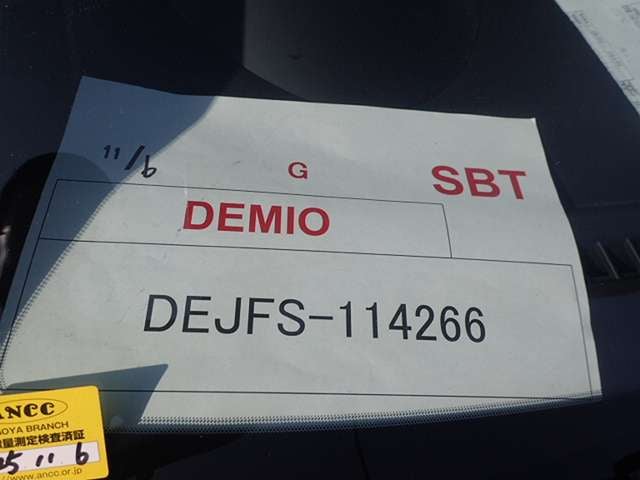 11/6
G
SBT
DEMIO
DEJFS-114266
ANCC
OYA BRANCH
量測定検査済証
25 11 6
/www.ancc.or.jp